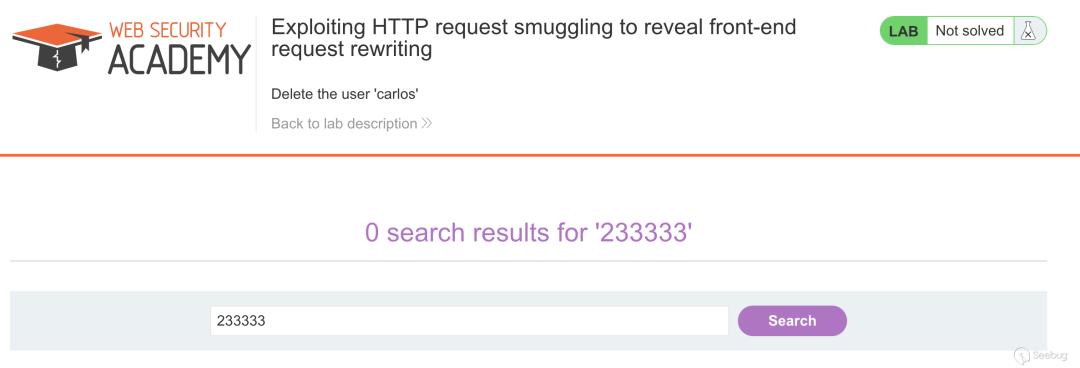 WEB SECURITY
ACADEMY
Exploiting HTTP request smuggling to reveal front-end
request rewriting
LAB Not solved
Delete the user 'carlos'
Back to lab description
0 search results for '233333'
233333 Search
Seebug